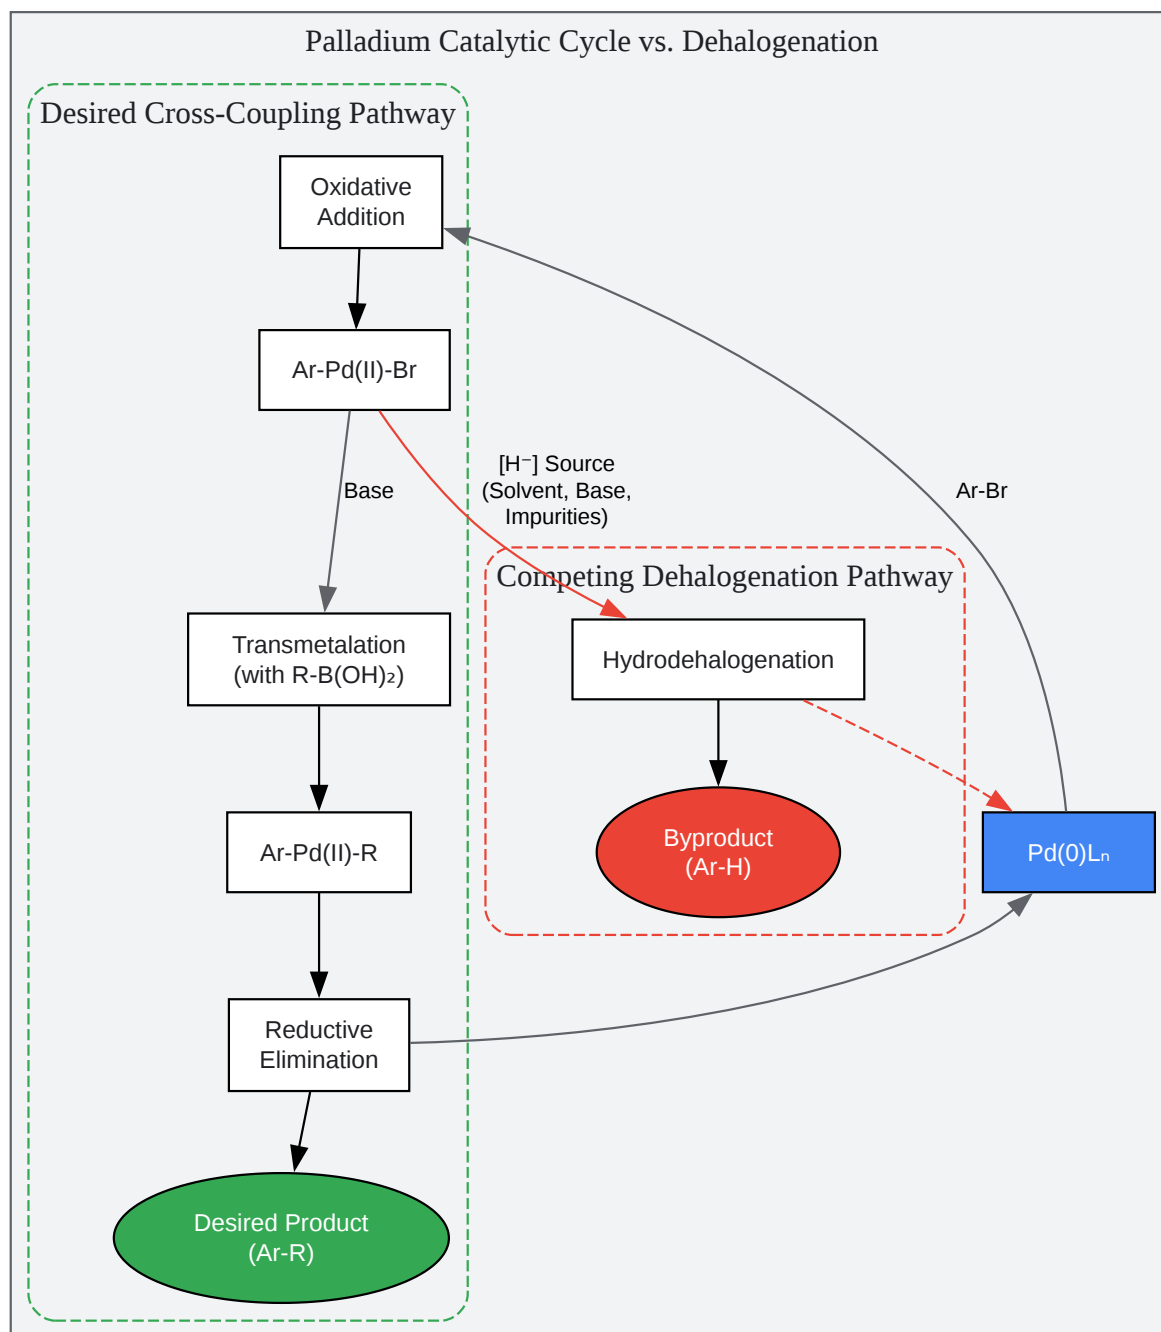 Palladium Catalytic Cycle vs. Dehalogenation
Desired Cross-Coupling Pathway
Oxidative
Addition
Ar-Pd(II)-Br
Base
[H⁻] Source
(Solvent, Base,
Impurities)
Ar-Br
Competing Dehalogenation Pathway
Transmetalation
(with R-B(OH)₂)
Hydrodehalogenation
Ar-Pd(II)-R
Byproduct
(Ar-H)
Pd(0)Lₙ
Reductive
Elimination
Desired Product
(Ar-R)